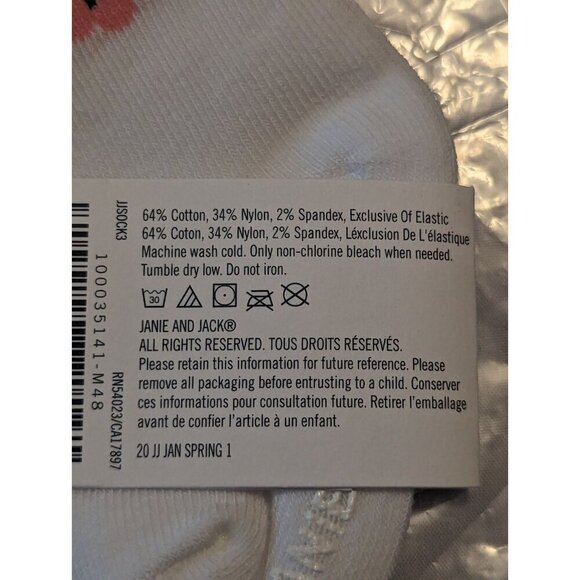 64% Cotton, 34% Nylon, 2% Spandex, Exclusive Of Elastic
64% Coton, 34% Nylon, 2% Spandex, Léxclusion De L'élastique
Machine wash cold. Only non-chlorine bleach when needed.
Tumble dry low. Do not iron.
30
JANIE AND JACK®
ALL RIGHTS RESERVED. TOUS DROITS RÉSERVÉS.
Please retain this information for future reference. Please
remove all packaging before entrusting to a child. Conserver
ces informations pour consultation future. Retirer l'emballage
avant de confier l'article à un enfant.
20 JJ JAN SPRING 1
JJSOCK3
100035141-M48
RN54023/CA17897